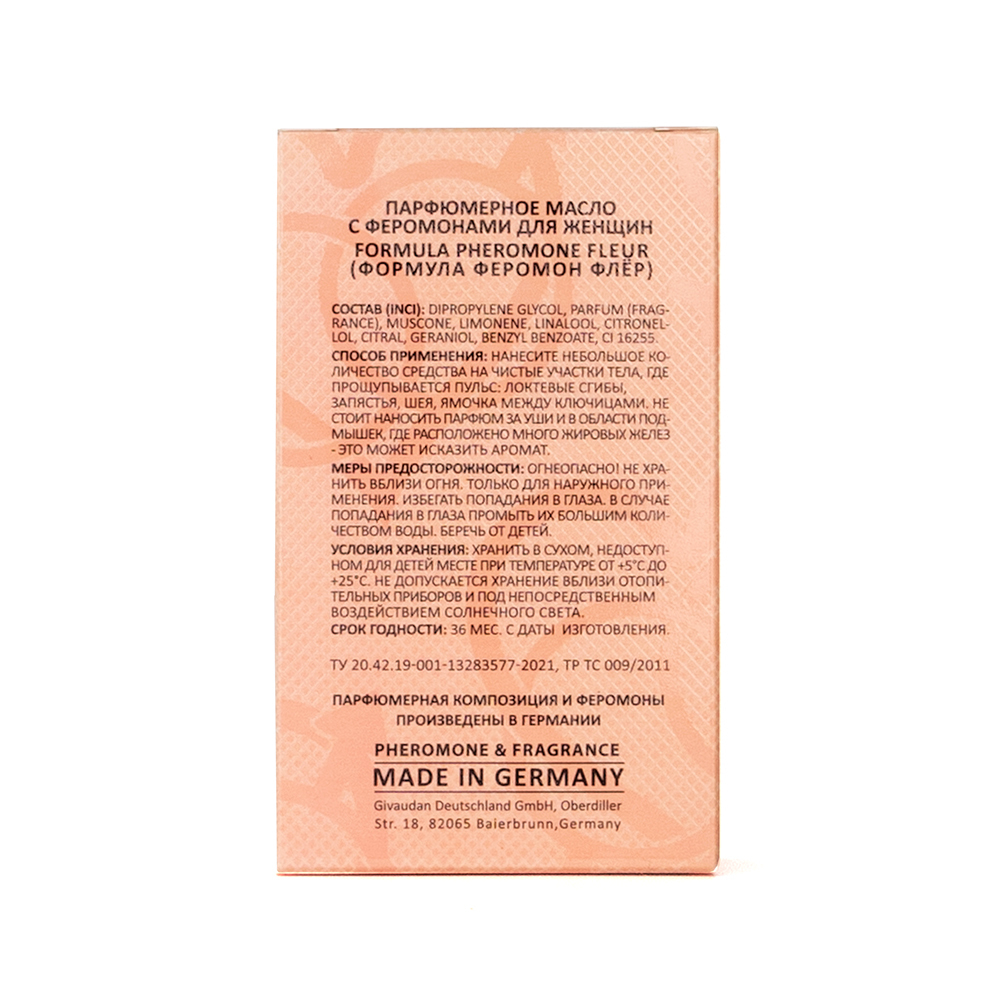 ПАРФЮМЕРНОЕ МАСЛО
С ФЕРОМОНАМИ ДЛЯ ЖЕНЩИН
FORMULA PHEROMONE FLEUR
(ФОРМУЛА ФЕРОМОН ФЛЁР)
СОСТАВ (INCI): DIPROPYLENE GLYCOL, PARFUM (FRAG-
RANCE), MUSCONE, LIMONENE, LINALOOL, CITRONEL-
LOL, CITRAL, GERANIOL, BENZYL BENZOATE, CI 16255.
СПОСОБ ПРИМЕНЕНИЯ: НАНЕСИТЕ НЕБОЛЬШОЕ КО-
ЛИЧЕСТВО СРЕДСТВА НА ЧИСТЫЕ УЧАСТКИ ТЕЛА, ГДЕ
ПРОЩУПЫВАЕТСЯ ПУЛЬС: ЛОКТЕВЫЕ СГИБЫ,
ЗАПЯСТЬЯ, ШЕЯ, ЯМОЧКА МЕЖДУ КЛЮЧИЦАМИ. НЕ
СТОИТ НАНОСИТЬ ПАРФЮМ ЗА УШИ И В ОБЛАСТИ ПОД-
МЫШЕК, ГДЕ РАСПОЛОЖЕНО МНОГО ЖИРОВЫХ ЖЕЛЕЗ
- ЭТО МОЖЕТ ИСКАЗИТЬ АРОМАТ.
МЕРЫ ПРЕДОСТОРОЖНОСТИ: ОГНЕОПАСНО! НЕ ХРА-
НИТЬ ВБЛИЗИ ОГНЯ. ТОЛЬКО ДЛЯ НАРУЖНОГО ПРИ-
МЕНЕНИЯ. ИЗБЕГАТЬ ПОПАДАНИЯ В ГЛАЗА. В СЛУЧАЕ
ПОПАДАНИЯ В ГЛАЗА ПРОМЫТЬ ИХ БОЛЬШИМ КОЛИ-
ЧЕСТВОМ ВОДЫ. БЕРЕЧЬ ОТ ДЕТЕЙ.
УСЛОВИЯ ХРАНЕНИЯ: ХРАНИТЬ В СУХОМ, НЕДОСТУП-
НОМ ДЛЯ ДЕТЕЙ МЕСТЕ ПРИ ТЕМПЕРАТУРЕ ОТ +5°С ДО
+25°С. НЕ ДОПУСКАЕТСЯ ХРАНЕНИЕ ВБЛИЗИ ОТОПИ-
ТЕЛЬНЫХ ПРИБОРОВ И ПОД НЕПОСРЕДСТВЕННЫМ
ВОЗДЕЙСТВИЕМ СОЛНЕЧНОГО СВЕТА.
СРОК ГОДНОСТИ: 36 МЕС. С ДАТЫ ИЗГОТОВЛЕНИЯ.
ТУ 20.42.19-001-13283577-2021, ТР ТС 009/2011
ПАРФЮМЕРНАЯ КОМПОЗИЦИЯ И ФЕРОМОНЫ
ПРОИЗВЕДЕНЫ В ГЕРМАНИИ
PHEROMONE & FRAGRANCE
MADE IN GERMANY
Givaudan Deutschland GmbH, Oberdiller
Str. 18, 82065 Baierbrunn,Germany